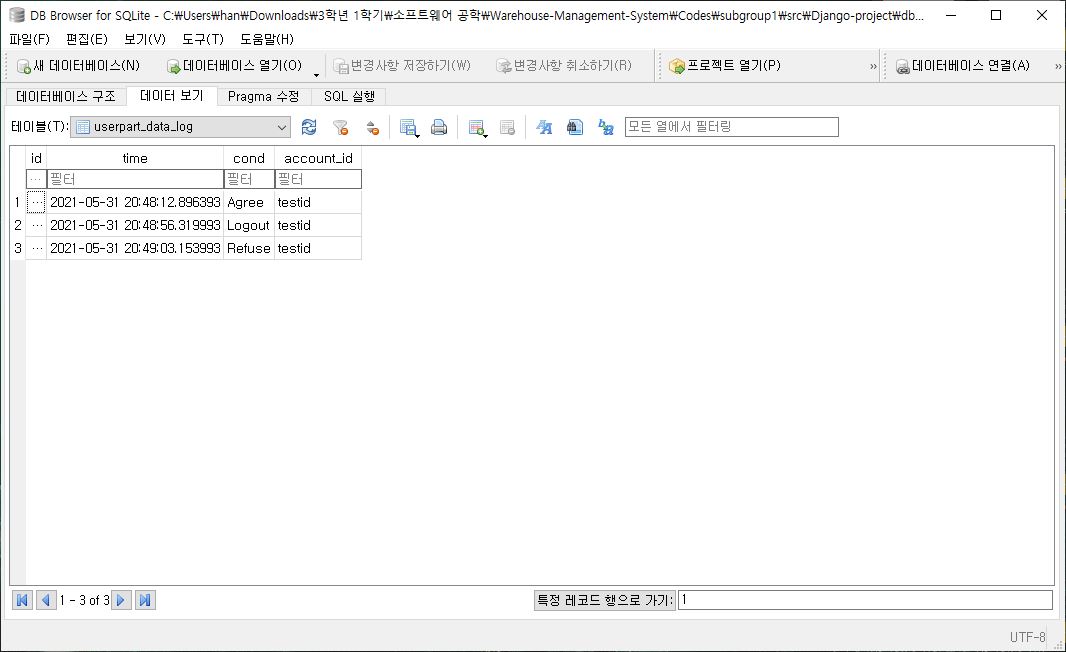 DB Browser for SQLite - C:₩Users₩han₩Downloads₩3학년 1학기₩소프트웨어 공학₩Warehouse-Management-System₩Codes₩subgroup1₩src₩Django-project₩db...
파일(F) 편집(E) 보기(V) 도구(T) 도움말(H)
새 데이터베이스(N) 데이터베이스 열기(O) 변경사항 저장하기(W) 변경사항 취소하기(R) 프로젝트 열기(P) » 데이터베이스 연결(A) »
데이터베이스 구조 데이터 보기 Pragma 수정 SQL 실행
테이블(T): userpart_data_log 모든 열에서 필터링
id time cond account_id
... 필터 필터 필터
1 ... 2021-05-31 20:48:12.896393 Agree testid
2 ... 2021-05-31 20:48:56.319993 Logout testid
3 ... 2021-05-31 20:49:03.153993 Refuse testid
1 - 3 of 3 특정 레코드 행으로 가기: 1
UTF-8